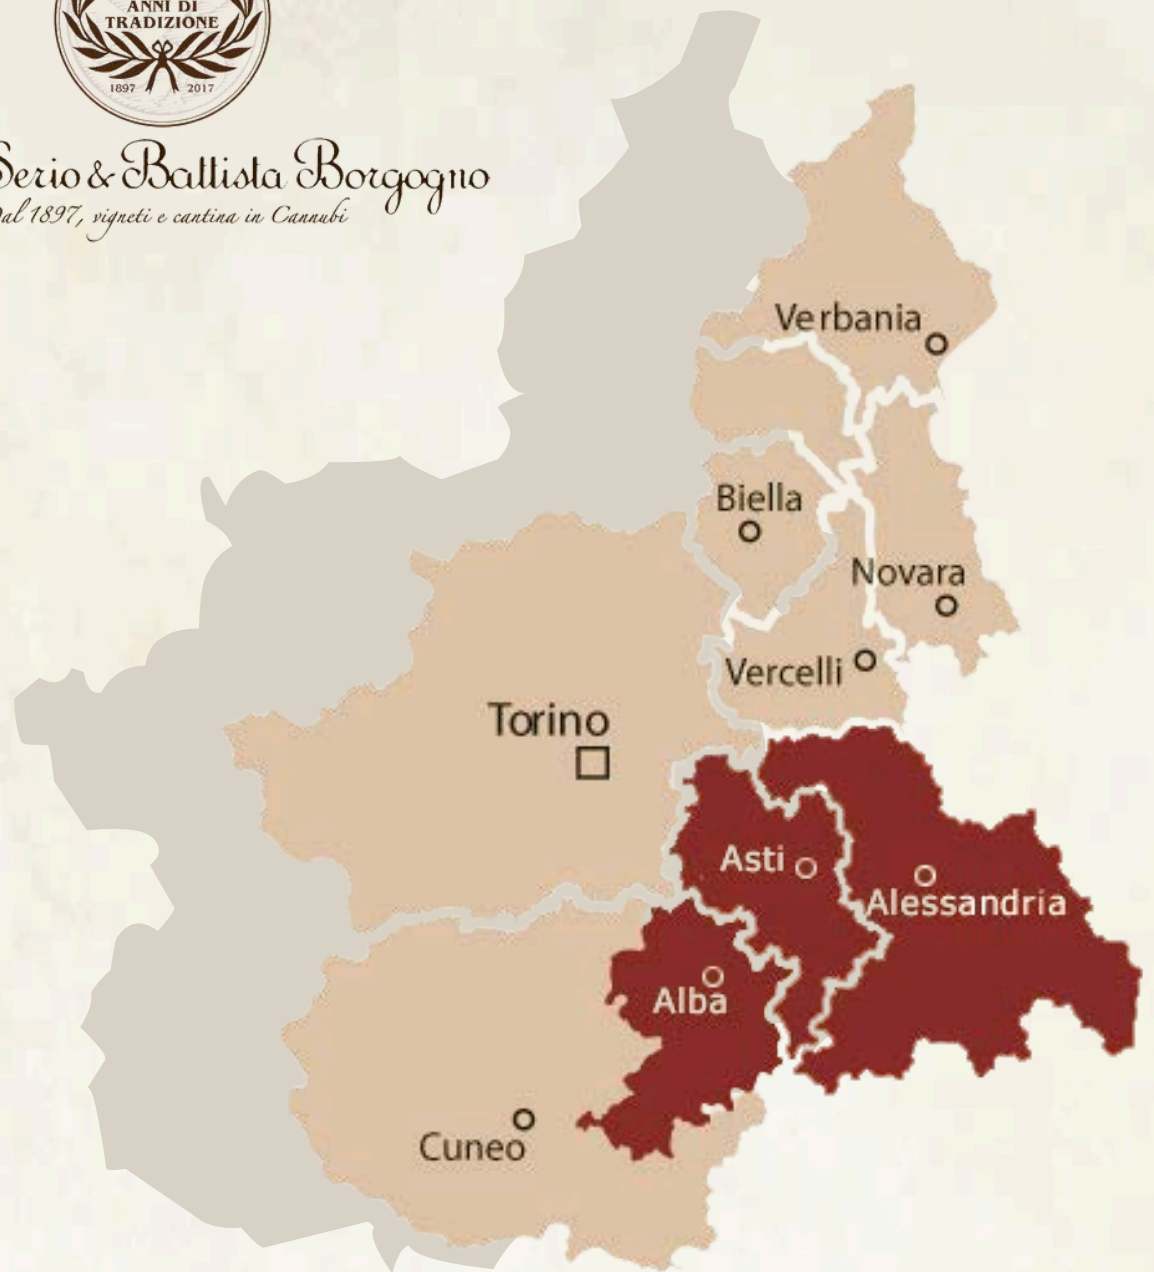 ANNI DI
TRADIZIONE
1897 2017
Serio & Battista Borgogno
Dal 1897, vigneti e cantina in Cannubi
Verbania
Biella
Novara
Vercelli
Torino
Asti
Alessandria
Alba
Cuneo